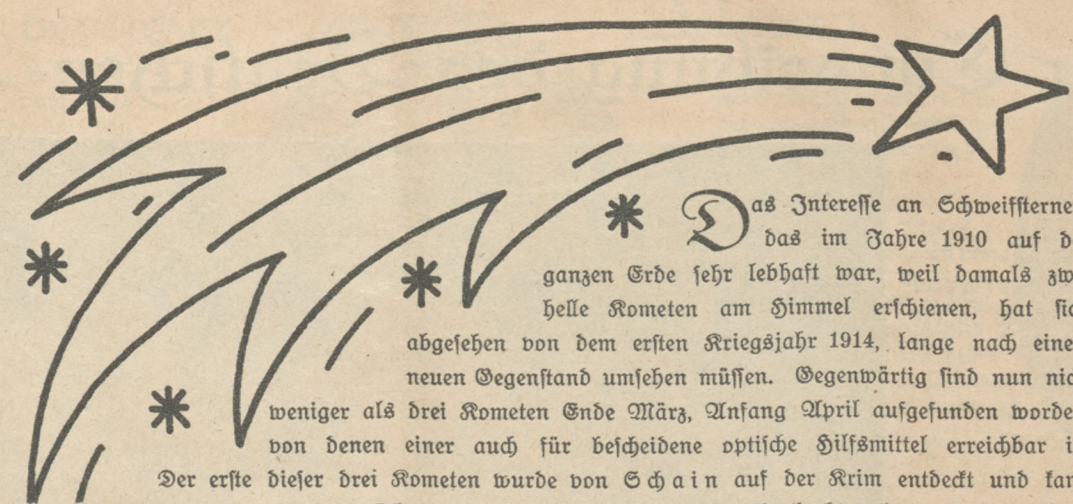 Das Interesse an Schweifsterne
das im Jahre 1910 auf d
ganzen Erde sehr lebhaft war, weil damals zw
helle Kometen am Himmel erschienen, hat sic
abgesehen von dem ersten Kriegsjahr 1914, lange nach eine
neuen Gegenstand umsehen müssen. Gegenwärtig sind nun nic
weniger als drei Kometen Ende März, Anfang April aufgefunden worde
von denen einer auch für bescheidene optische Hilfsmittel erreichbar i
Der erste dieser drei Kometen wurde von Schain auf der Krim entdeckt und kan